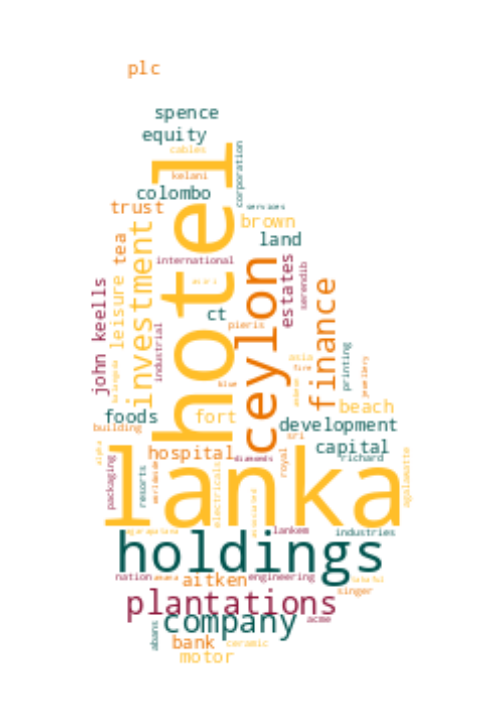 plc
spence
equity
cables
corporation
kelani
colombo
services
trust
hotel
brown
land
tea
investment
international
estates
serendib
john keells
leisure
ct
pieris
ceylon
finance
industrial
printing
asia
fire
jewellery
blue
beach
foods
fort
building
development
sri
capital
hospital
diamonds
richard
royal
packaging
resorts
electricals
lanka
agalawatte
lankem
industries
holdings
nation
aitken
engineering
singer
plantations
company
acme
abans
bank
ceramic
motor